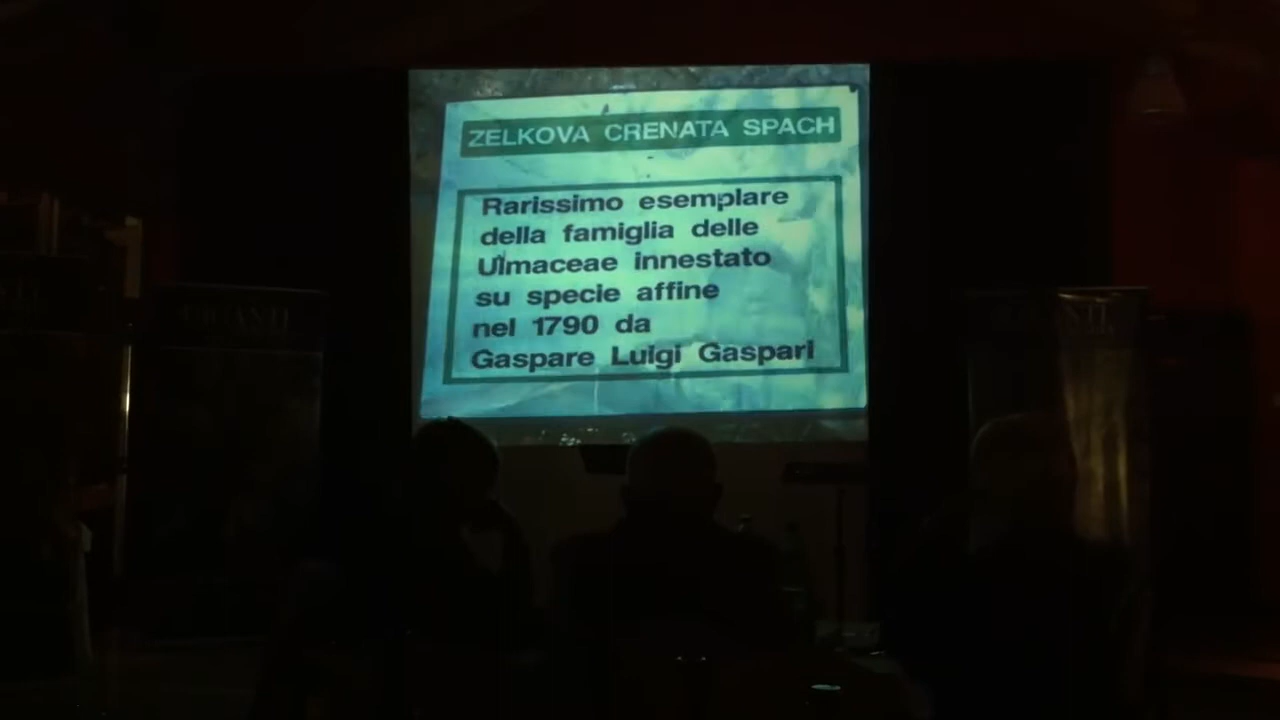 ZELKOVA CRENATA SPACH
Rarissimo esemplare
della famiglia delle
Ulmaceae innestato
su specie affine
nel 1790 da
Gaspare Luigi Gaspari